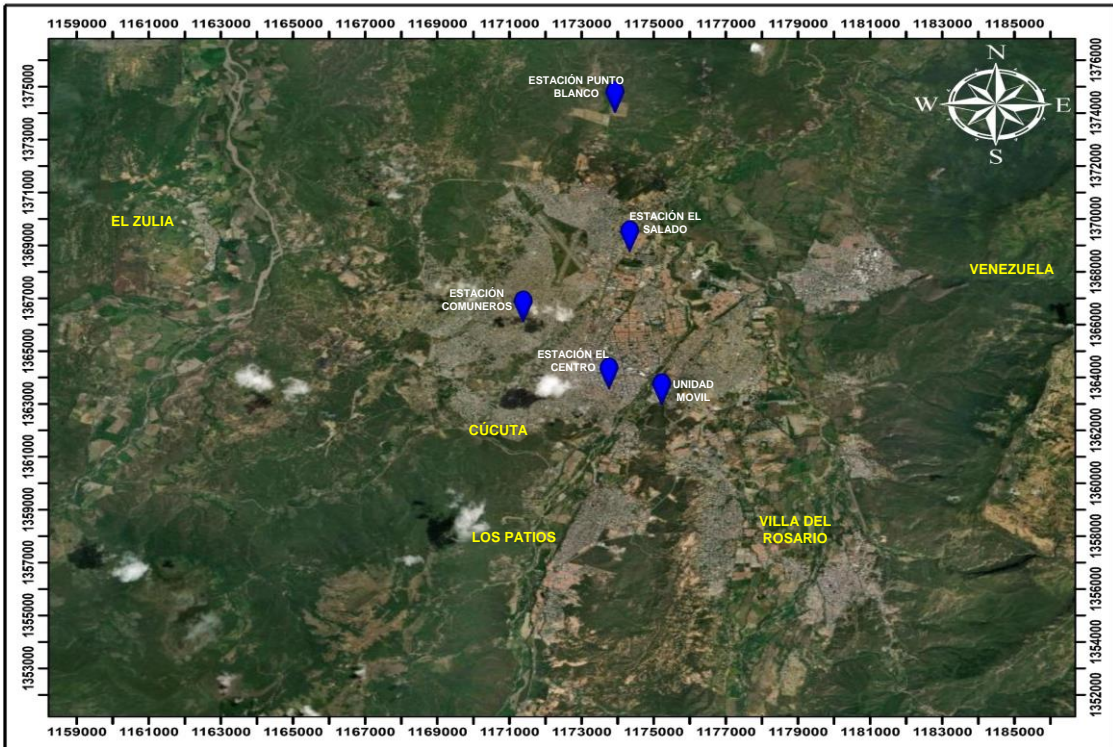 1159000 1161000 1163000 1165000 1167000 1169000 1171000 1173000 1175000 1177000 1179000 1181000 1183000 1185000
1375000
1373000
1371000
1369000
1367000
1365000
1363000
1361000
1359000
1357000
1355000
1353000
N
W E
S
ESTACIÓN PUNTO
BLANCO
EL ZULIA
ESTACIÓN EL
SALADO
VENEZUELA
ESTACIÓN
COMUNEROS
ESTACIÓN EL
CENTRO
UNIDAD
MOVIL
CÚCUTA
LOS PATIOS
VILLA DEL
ROSARIO
1376000
1374000
1372000
1370000
1368000
1366000
1364000
1362000
1360000
1358000
1356000
1354000
1352000
1159000 1161000 1163000 1165000 1167000 1169000 1171000 1173000 1175000 1177000 1179000 1181000 1183000 1185000